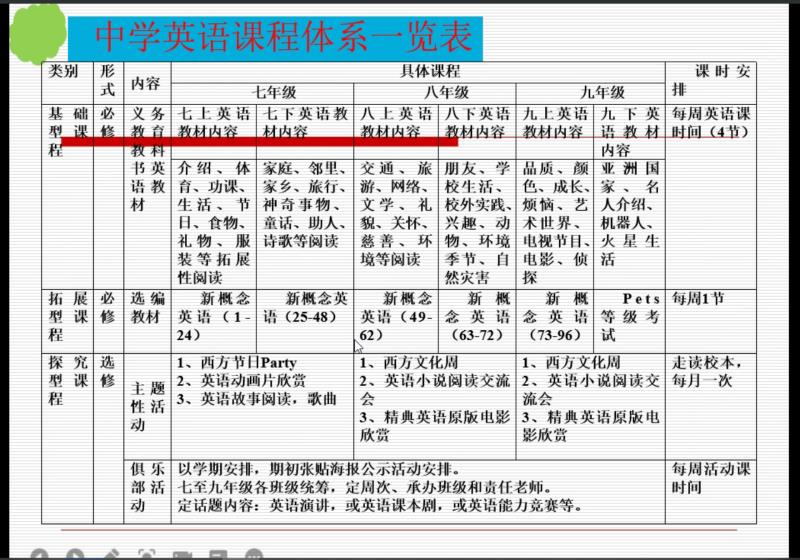 中学英语课程体系一览表
类别
形
式
内容
具体课程
课时安
排
七年级
八年级
九年级
基础
型课
程
必
修
义务
教育
教科
书英
语教
材
七上英语
教材内容
七下英语教
材内容
八上英语
教材内容
八下英语
教材内容
九上英语
教材内容
九下英
语教材
内容
每周英语课
时间（4节）
介绍、体
育、功课、
生活、节
日、食物、
礼物、服
装等拓展
性阅读
家庭、邻里、
家乡、旅行、
神奇事物、
童话、助人、
诗歌等阅读
交通、旅
游、网络、
文学、礼
貌、关怀、
慈善、环
境等阅读
朋友、学
校生活、
校外实践、
兴趣、动
物、环境
季节、自
然灾害
品质、颜
色、成长、
烦恼、艺
术世界、
电视节目、
电影、侦
探
亚洲国
家、名
人介绍、
机器人、
火星生
活
拓展
型课
程
必
修
选编
教材
新概念
英语（1-
24）
新概念英
语（25-48）
新概念
英语（49-
62）
新概
念英语
（63-72）
新概
念英语
（73-96）
Pets
等级考
试
每周1节
探究
型课
程
选
修
主题
性活
动
1、西方节日Party
2、英语动画片欣赏
3、英语故事阅读，歌曲
1、西方文化周
2、英语小说阅读交流
会
3、精典英语原版电影
欣赏
1、西方文化周
2、英语小说阅读交
流会
3、精典英语原版电
影欣赏
走读校本，
每月一次
俱乐
部活
动
以学期安排，期初张贴海报公示活动安排。
七至九年级各班级统筹，定周次、承办班级和责任老师。
定话题内容：英语演讲，或英语课本剧，或英语能力竞赛等。
每周活动课
时间